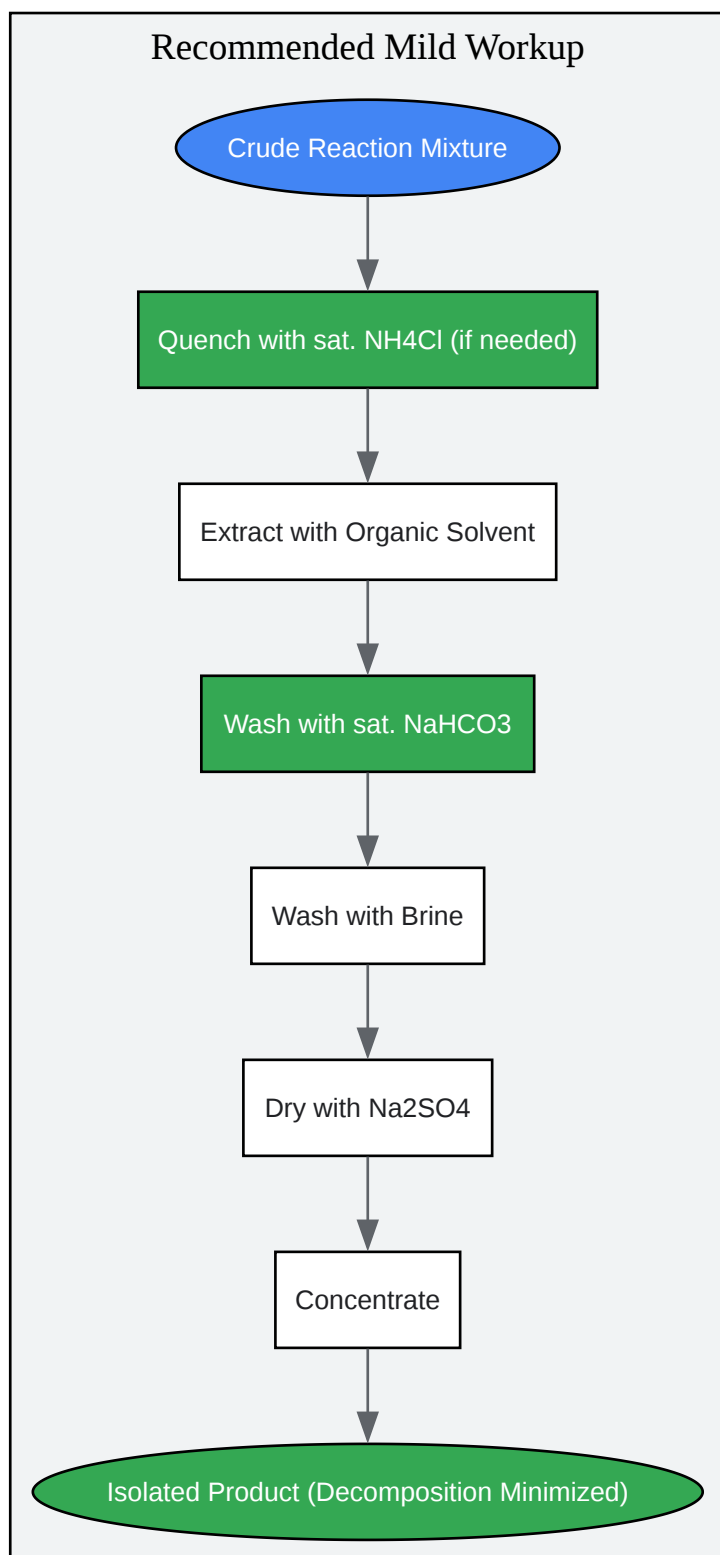 Recommended Mild Workup
Crude Reaction Mixture
Quench with sat. NH4Cl (if needed)
Extract with Organic Solvent
Wash with sat. NaHCO3
Wash with Brine
Dry with Na2SO4
Concentrate
Isolated Product (Decomposition Minimized)